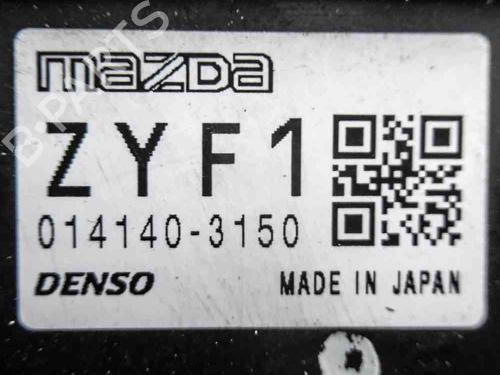 mazda
ZYF1
014140-3150
DENSO MADE IN JAPAN
B-PARTS